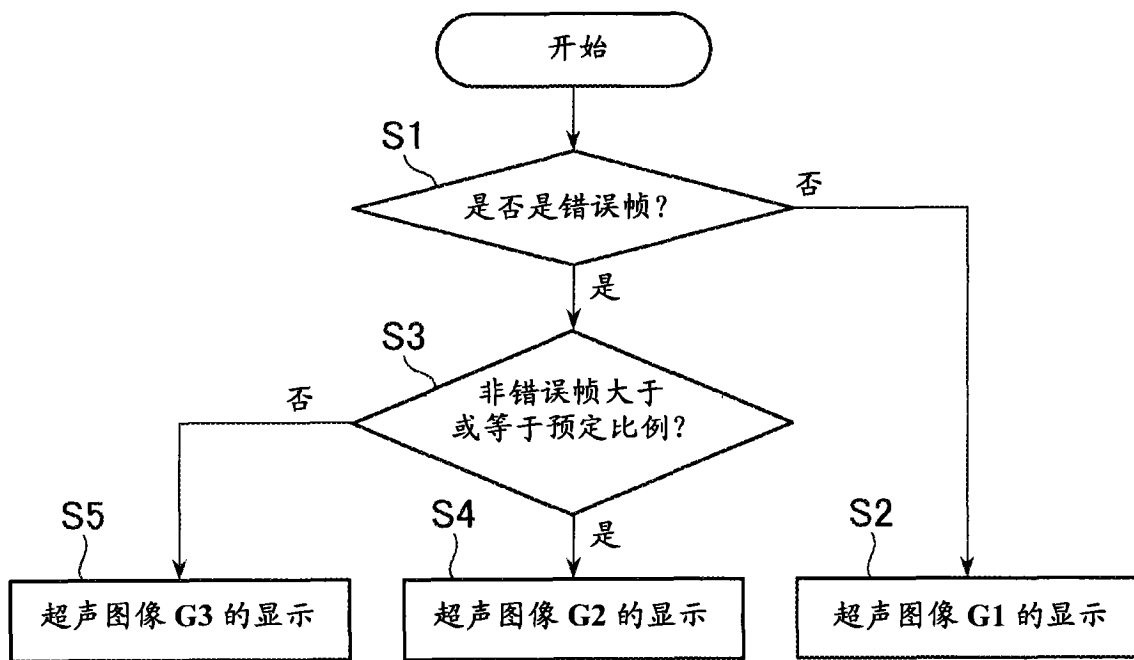 开始
S1
是否是错误帧?
否
是
S3
非错误帧大于
或等于预定比例?
否
是
S5
S4
S2
超声图像 G3 的显示
超声图像 G2 的显示
超声图像 G1 的显示